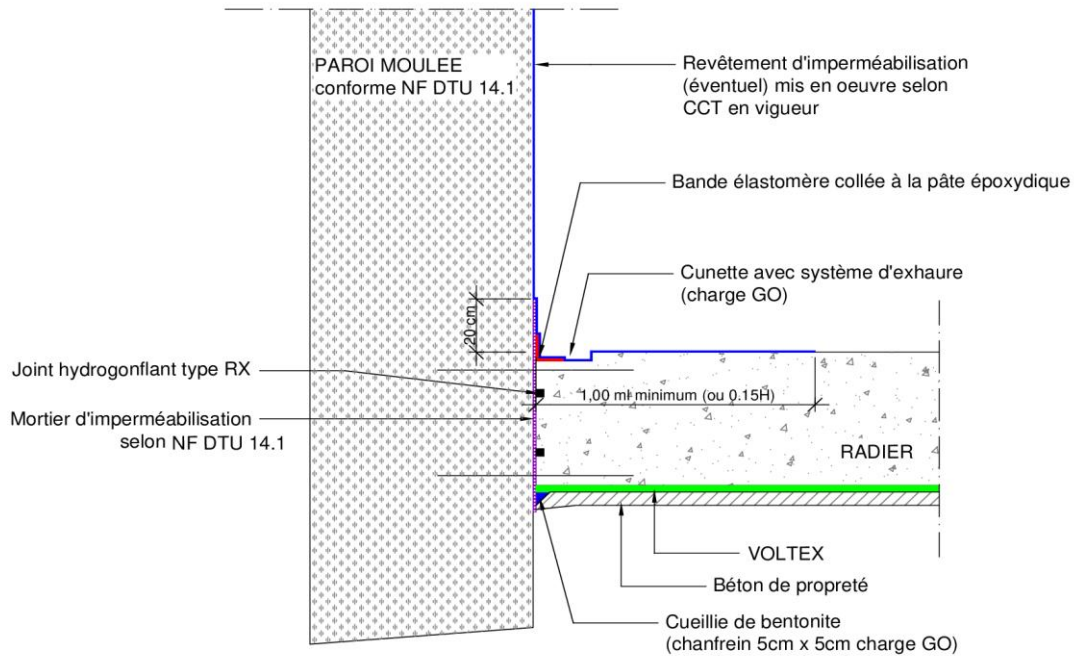 PAROI MOULEE
conforme NF DTU 14.1
Revêtement d'imperméabilisation
(éventuel) mis en oeuvre selon
CCT en vigueur
Bande élastomère collée à la pâte époxydique
Cunette avec système d'exhaure
(charge GO)
20 cm
Joint hydrogonflant type RX
1,00 ml minimum (ou 0.15H)
Mortier d'imperméabilisation
selon NF DTU 14.1
RADIER
VOLTEX
Béton de propreté
Cueillie de bentonite
(chanfrein 5cm x 5cm charge GO)